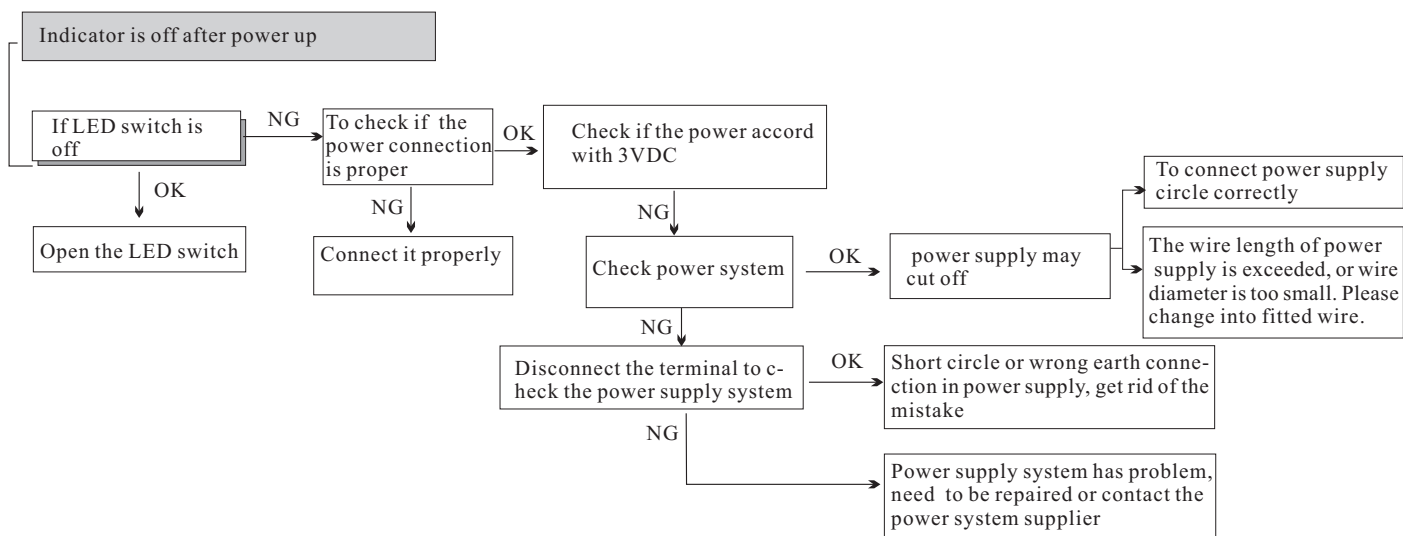 Indicator is off after power up
If LED switch is
off
NG
To check if the
power connection
is proper
OK
Check if the power accord
with 3VDC
OK
Open the LED switch
NG
Connect it properly
NG
Check power system
OK
power supply may
cut off
To connect power supply
circle correctly
The wire length of power
supply is exceeded, or wire
diameter is too small. Please
change into fitted wire.
NG
Disconnect the terminal to c-
heck the power supply system
OK
Short circle or wrong earth conne-
ction in power supply, get rid of the
mistake
NG
Power supply system has problem,
need to be repaired or contact the
power system supplier